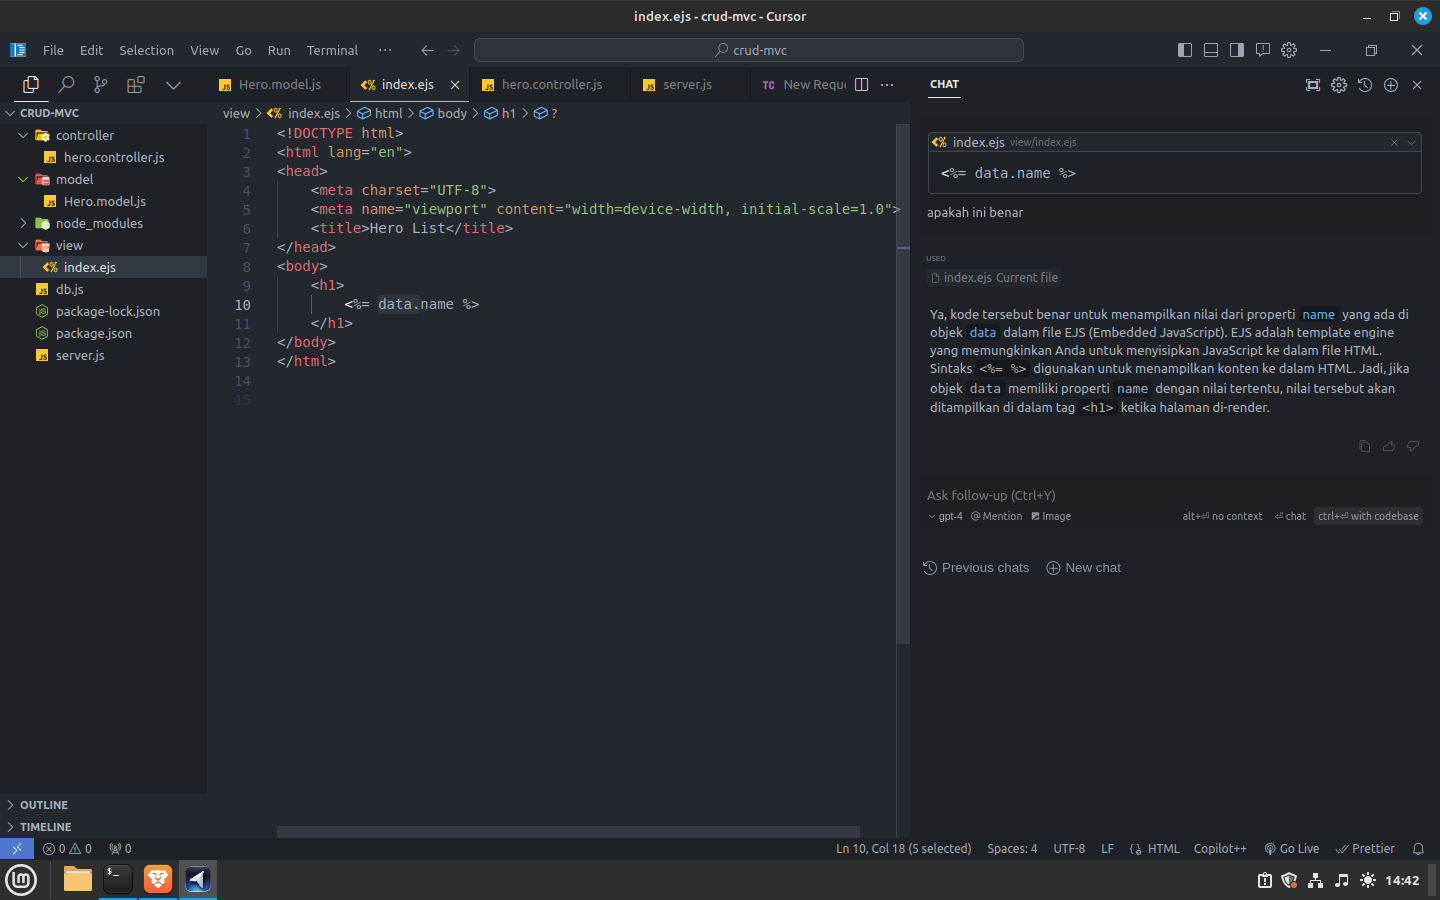 index.ejs - crud-mvc - Cursor
File Edit Selection View Go Run Terminal ··· crud-mvc
Hero.model.js index.ejs hero.controller.js server.js TC New Reque ···
CHAT
CRUD-MVC
controller
JS hero.controller.js
model
JS Hero.model.js
node_modules
view
index.ejs
JS db.js
package-lock.json
package.json
JS server.js
OUTLINE
TIMELINE
view > index.ejs > html > body > h1 > ?
1 <!DOCTYPE html>
2 <html lang="en">
3 <head>
4 <meta charset="UTF-8">
5 <meta name="viewport" content="width=device-width, initial-scale=1.0">
6 <title>Hero List</title>
7 </head>
8 <body>
9 <h1>
10 <%= data.name %>
11 </h1>
12 </body>
13 </html>
14
15
index.ejs view/index.ejs
<%= data.name %>
apakah ini benar
USED
index.ejs Current file
Ya, kode tersebut benar untuk menampilkan nilai dari properti name yang ada di
objek data dalam file EJS (Embedded JavaScript). EJS adalah template engine
yang memungkinkan Anda untuk menyisipkan JavaScript ke dalam file HTML.
Sintaks <%= %> digunakan untuk menampilkan konten ke dalam HTML. Jadi, jika
objek data memiliki properti name dengan nilai tertentu, nilai tersebut akan
ditampilkan di dalam tag <h1> ketika halaman di-render.
Ask follow-up (Ctrl+Y)
gpt-4 @ Mention Image alt+⏎ no context ⏎ chat ctrl+⏎ with codebase
Previous chats New chat
0 0 0 Ln 10, Col 18 (5 selected) Spaces: 4 UTF-8 LF HTML Copilot++ Go Live Prettier
14:42